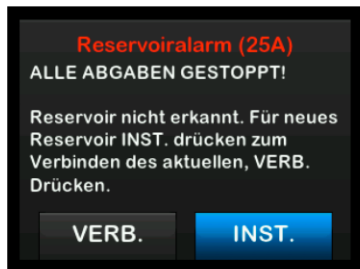 Reservoiralarm (25A)
ALLE ABGABEN GESTOPPT!
Reservoir nicht erkannt. Für neues
Reservoir INST. drücken zum
Verbinden des aktuellen, VERB.
Drücken.
VERB.
INST.